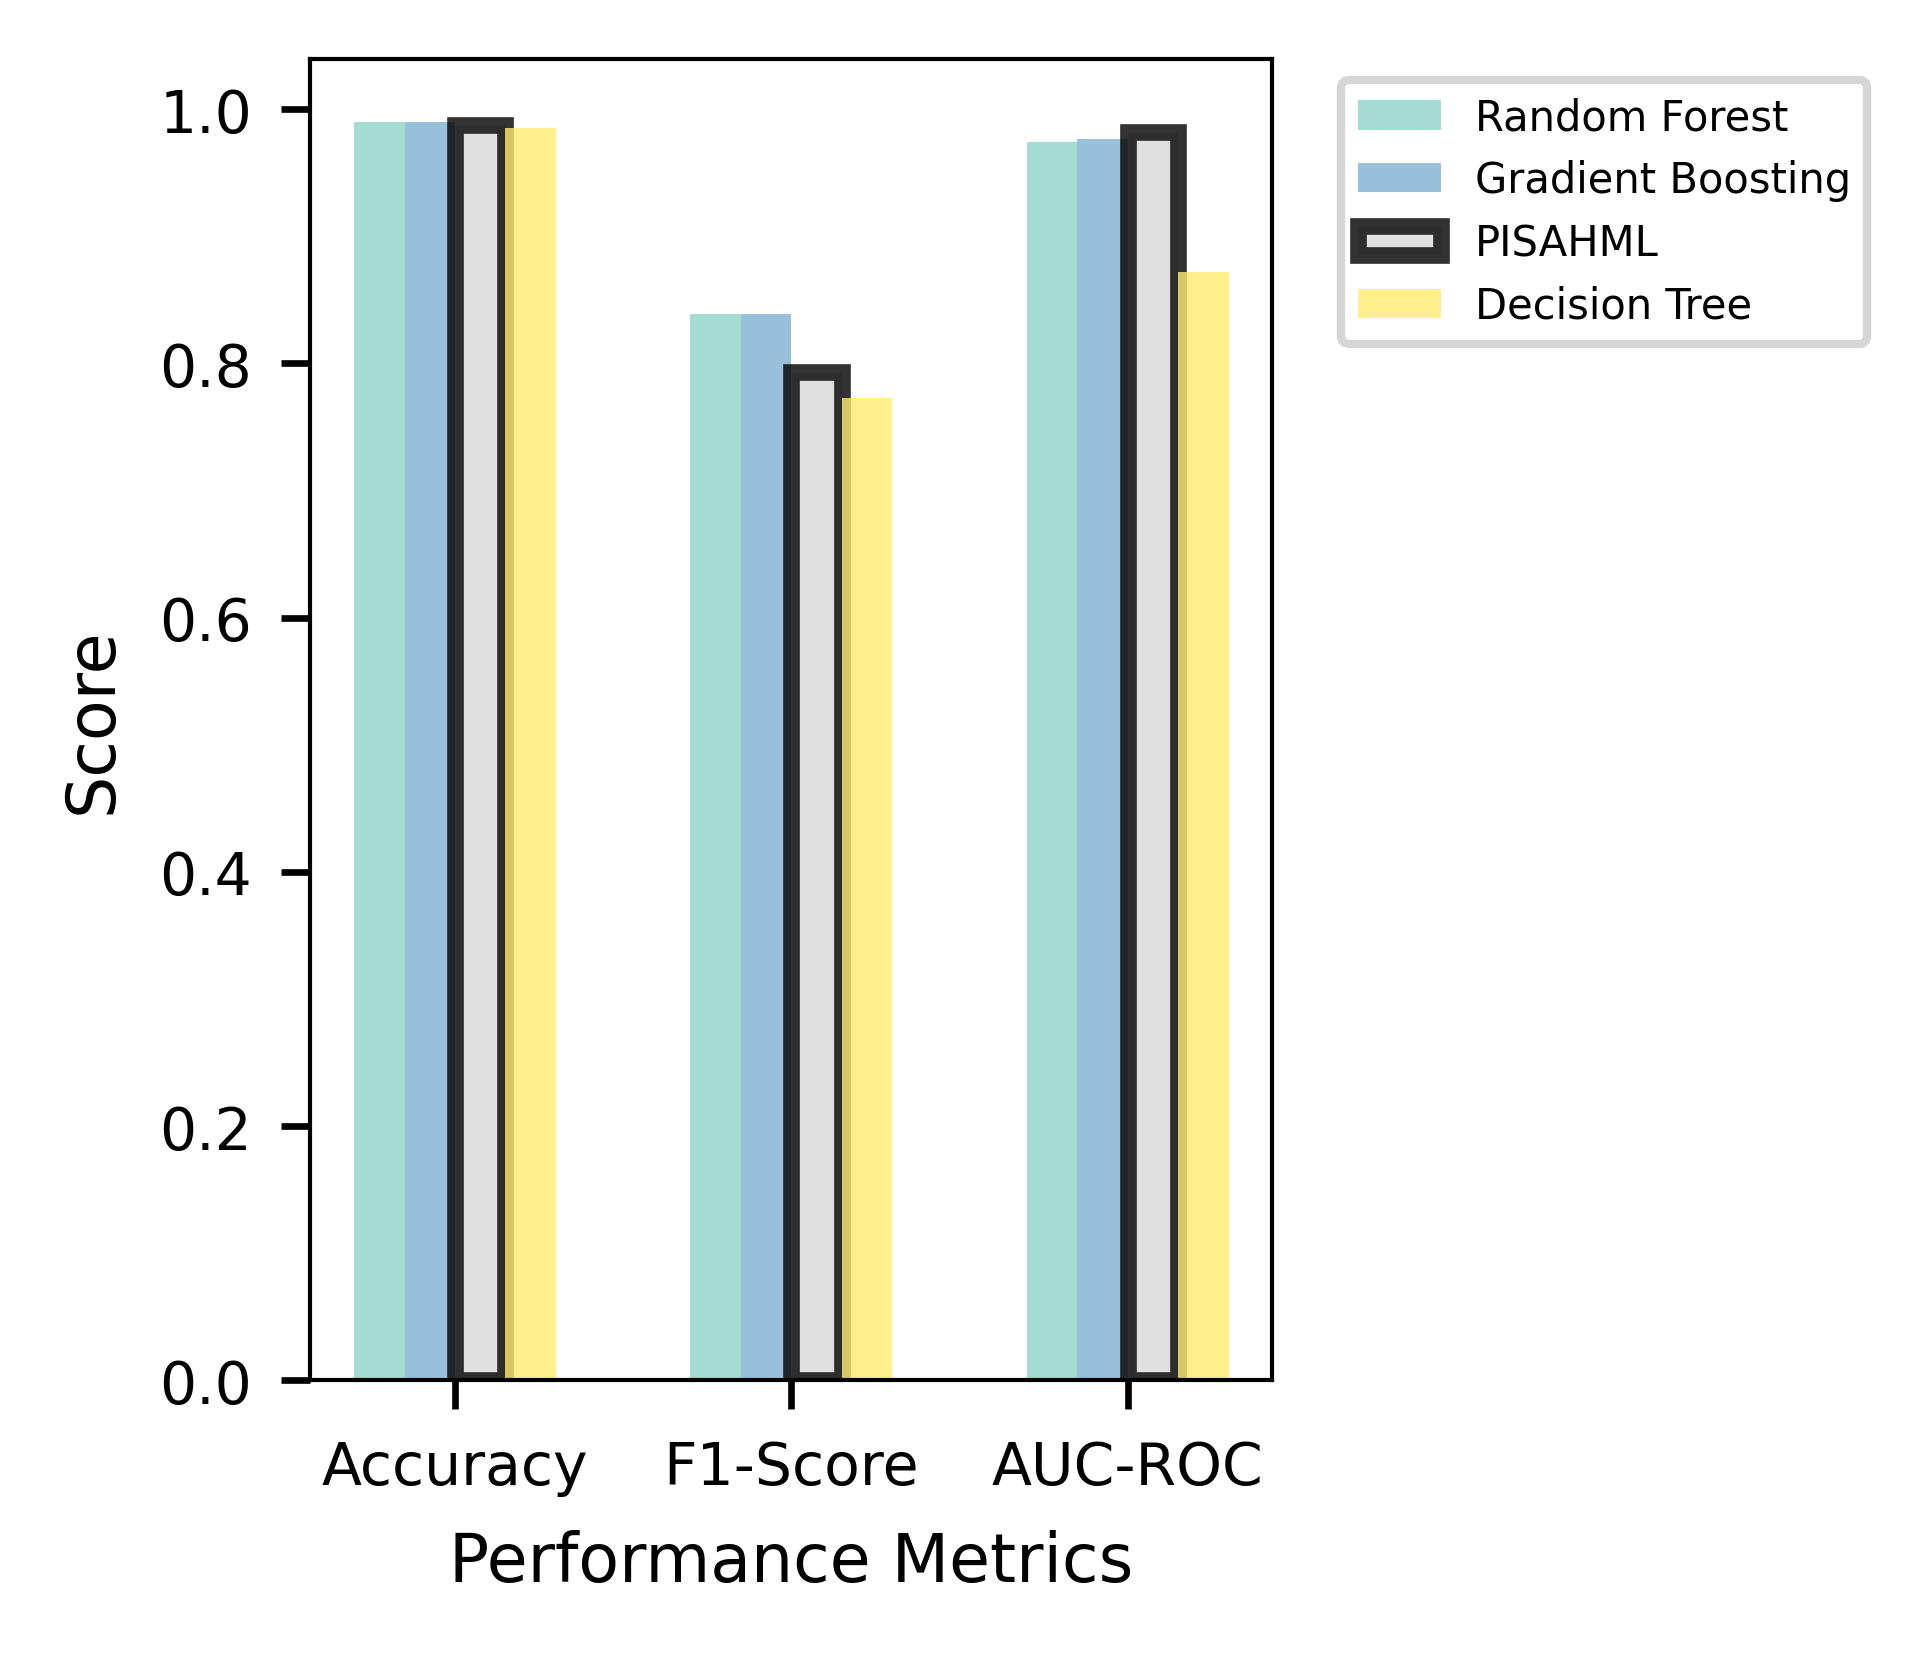 1.0
0.8
0.6
0.4
0.2
0.0
Score
Accuracy
F1-Score
AUC-ROC
Performance Metrics
Random Forest
Gradient Boosting
PISAHML
Decision Tree